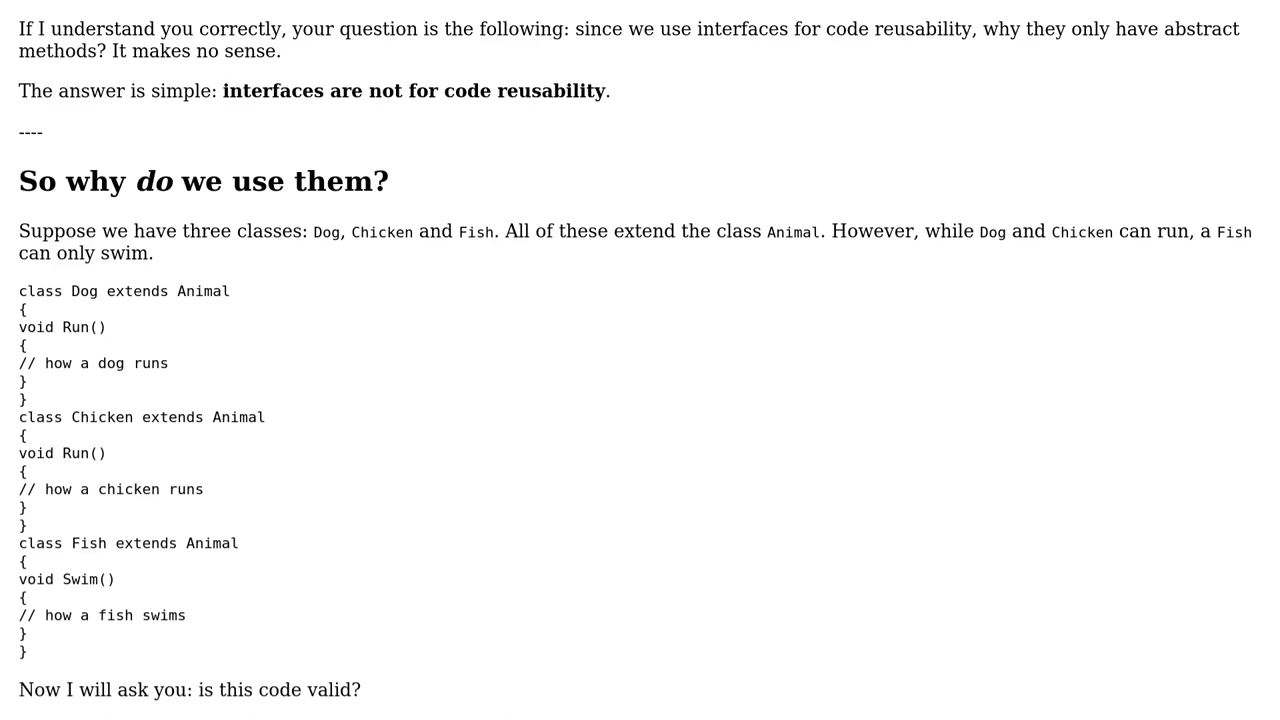 If I understand you correctly, your question is the following: since we use interfaces for code reusability, why they only have abstract
methods? It makes no sense.
The answer is simple: interfaces are not for code reusability.
----
So why do we use them?
Suppose we have three classes: Dog, Chicken and Fish. All of these extend the class Animal. However, while Dog and Chicken can run, a Fish
can only swim.
class Dog extends Animal
{
void Run()
{
// how a dog runs
}
}
class Chicken extends Animal
{
void Run()
{
// how a chicken runs
}
}
class Fish extends Animal
{
void Swim()
{
// how a fish swims
}
}
Now I will ask you: is this code valid?